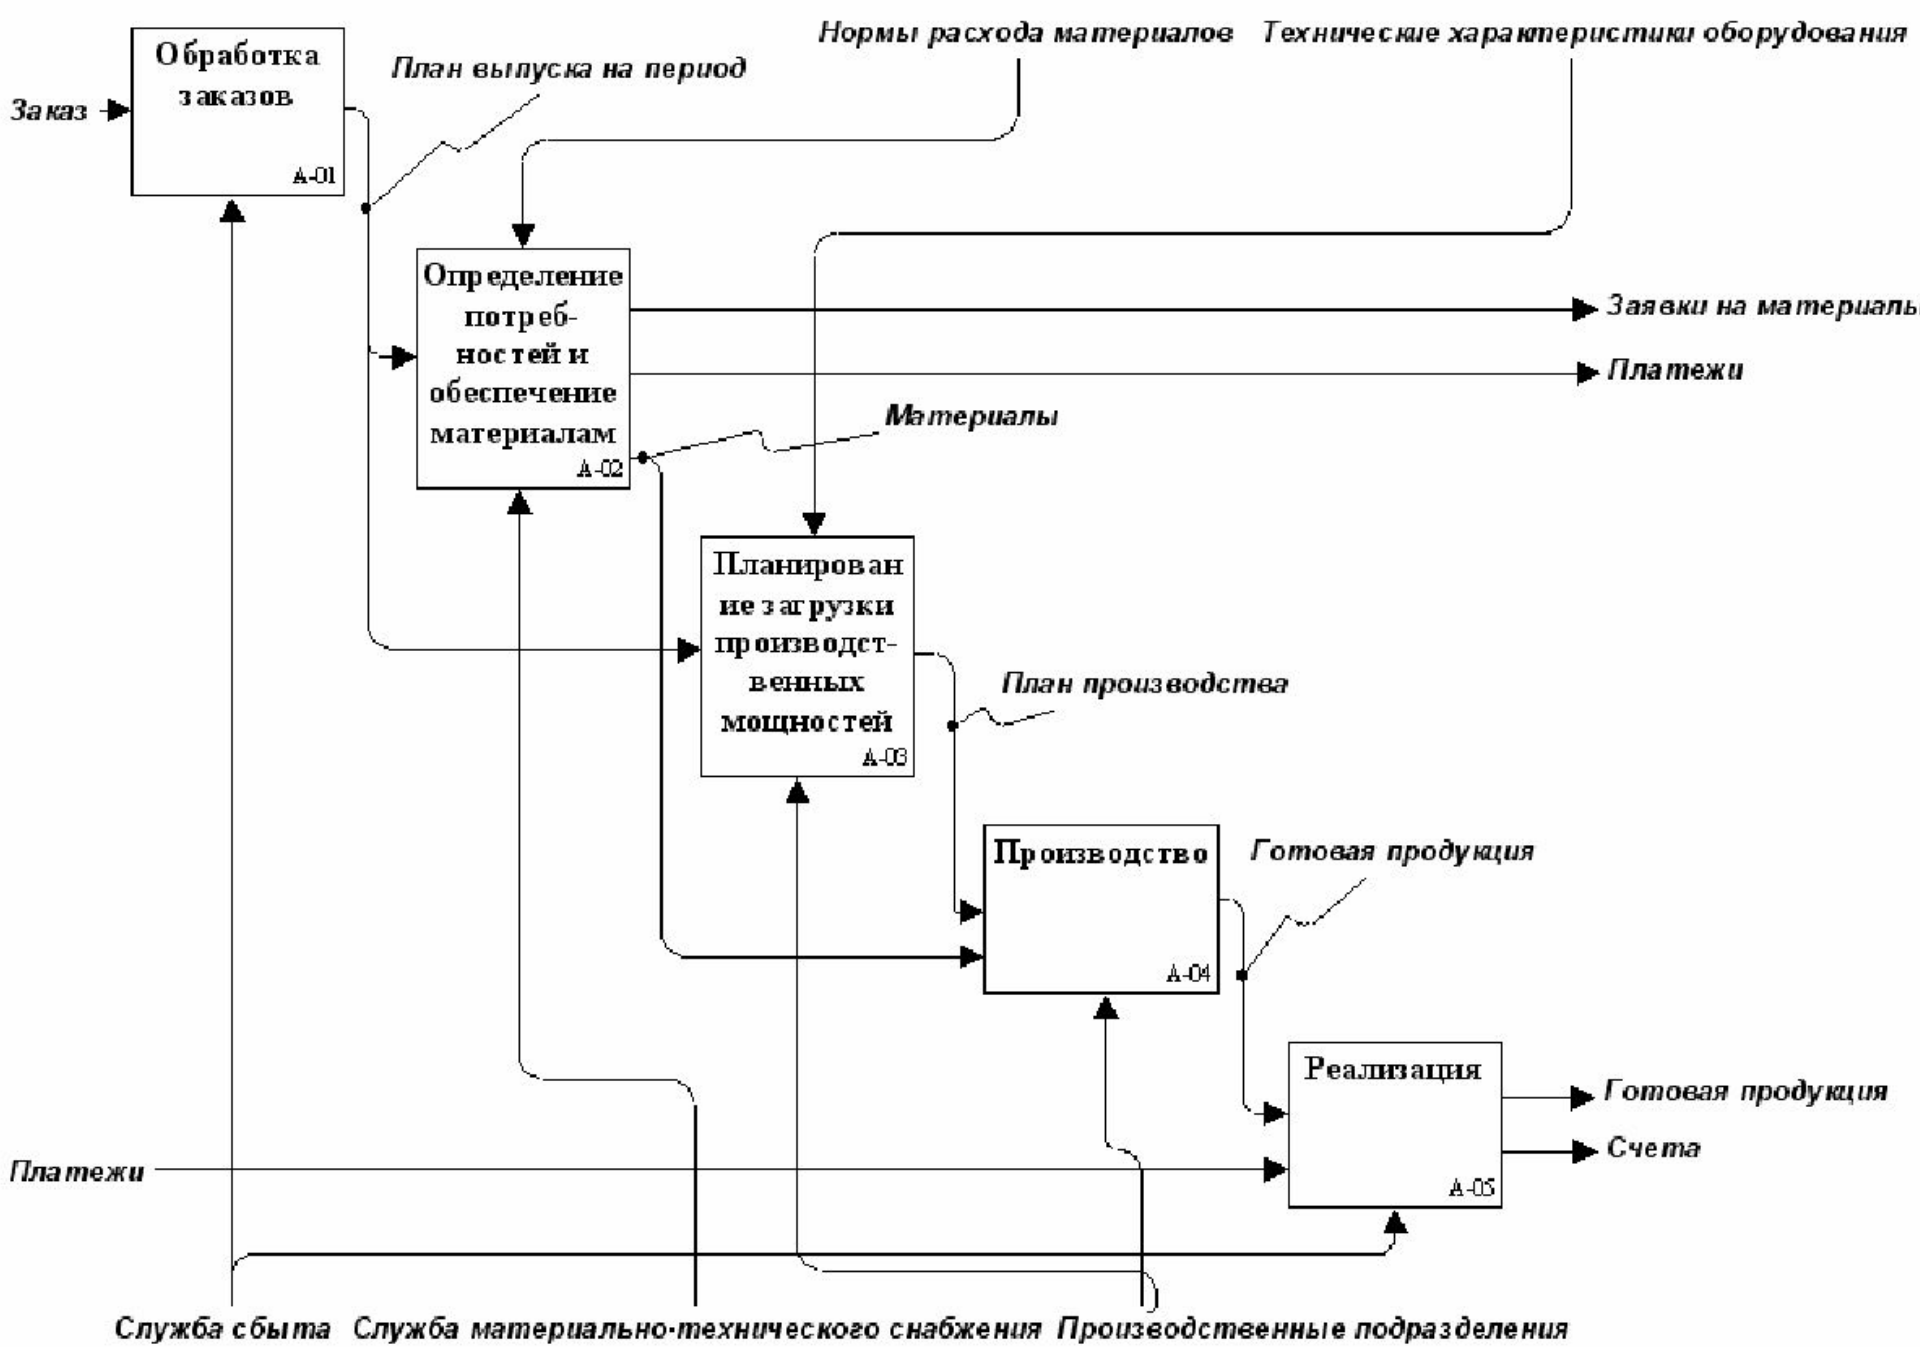 Нормы расхода материалов
Технические характеристики оборудования
Обработка
заказов
А-01
План выпуска на период
Заказ
Определение
потреб-
ностей и
обеспечение
материалам
А-02
Заявки на материалы
Платежи
Материалы
Планирован
ие загрузки
производст-
венных
мощностей
А-03
План производства
Производство
А-04
Готовая продукция
Реализация
А-05
Готовая продукция
Счета
Платежи
Служба сбыта
Служба материально-технического снабжения
Производственные подразделения